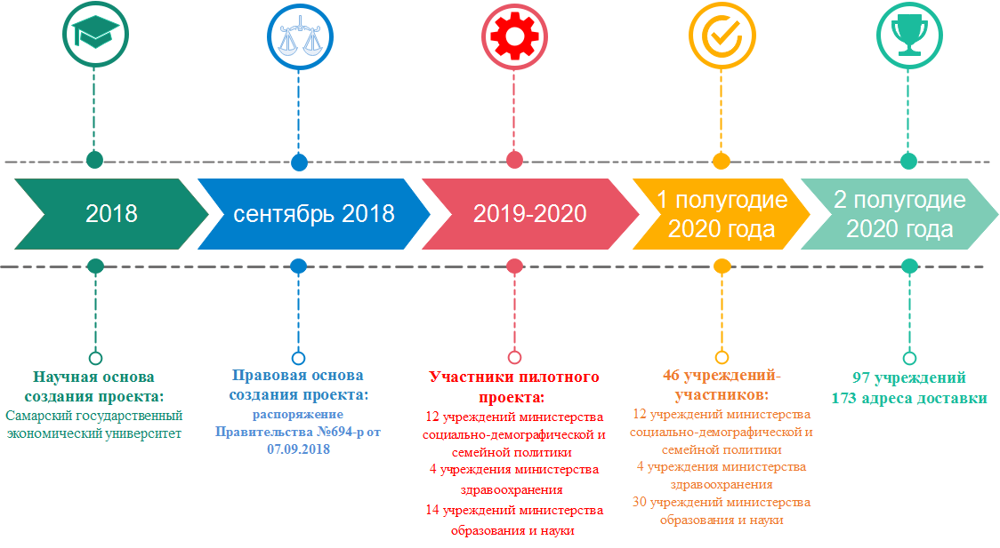 2018
сентябрь 2018
2019-2020
1 полугодие
2020 года
2 полугодие
2020 года
Научная основа
создания проекта:
Самарский государственный
экономический университет
Правовая основа
создания проекта:
распоряжение
Правительства №694-р от
07.09.2018
Участники пилотного
проекта:
12 учреждений министерства
социально-демографической и
семейной политики
4 учреждения министерства
здравоохранения
14 учреждений министерства
образования и науки
46 учреждений-
участников:
12 учреждений министерства
социально-демографической и
семейной политики
4 учреждения министерства
здравоохранения
30 учреждений министерства
образования и науки
97 учреждений
173 адреса доставки